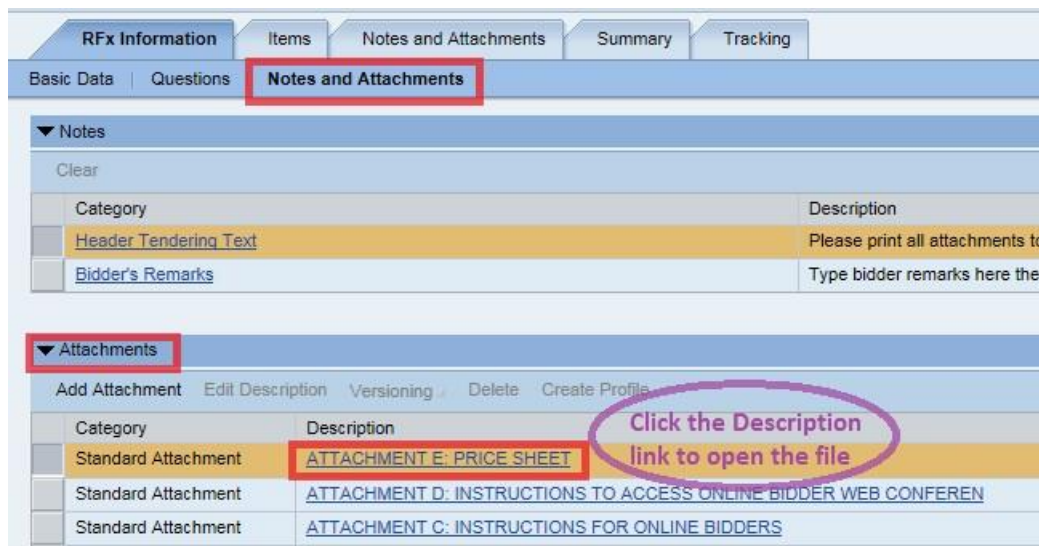 RFx Information Items Notes and Attachments Summary Tracking
Basic Data Questions Notes and Attachments
Notes
Clear
Category Description
Header Tendering Text Please print all attachments to
Bidder's Remarks Type bidder remarks here the
Attachments
Add Attachment Edit Description Versioning Delete Create Profile
Category Description
Standard Attachment ATTACHMENT E: PRICE SHEET
Standard Attachment ATTACHMENT D: INSTRUCTIONS TO ACCESS ONLINE BIDDER WEB CONFEREN
Standard Attachment ATTACHMENT C: INSTRUCTIONS FOR ONLINE BIDDERS
Click the Description
link to open the file